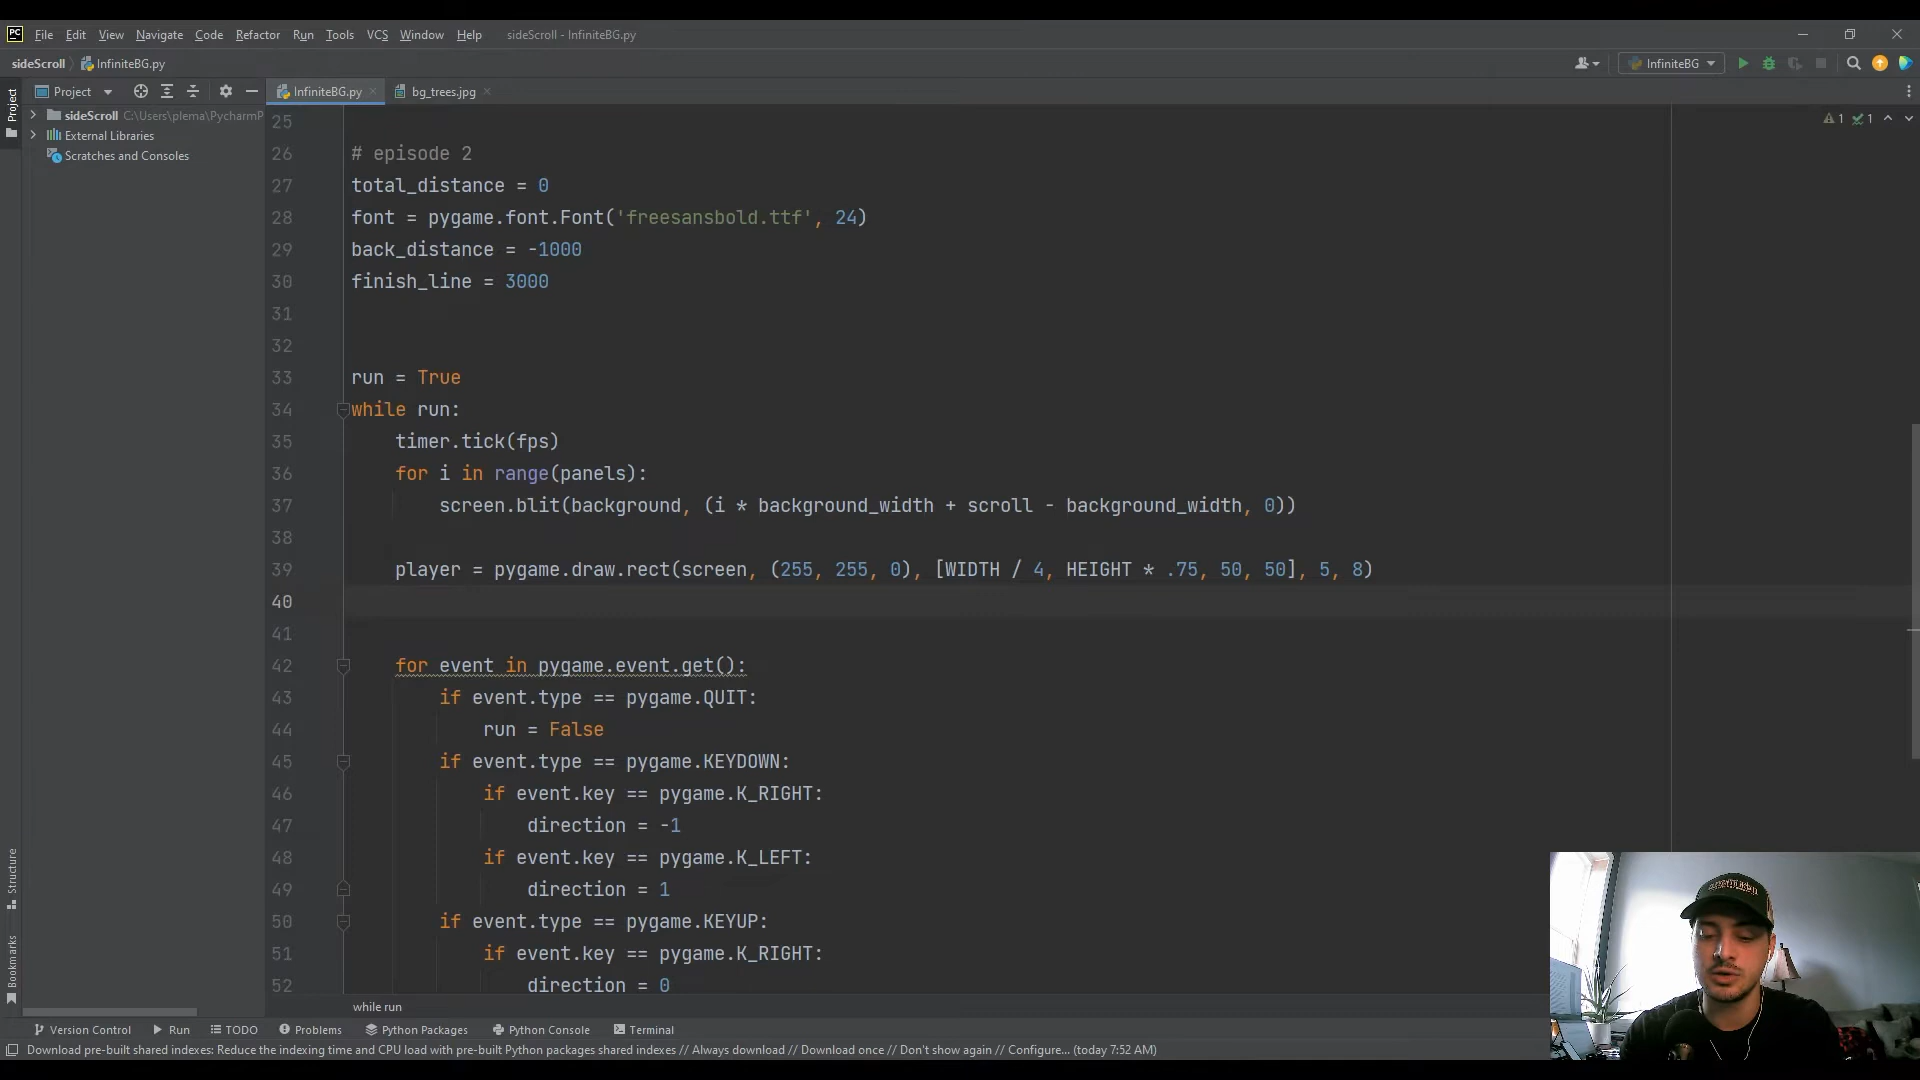 PC File Edit View Navigate Code Refactor Run Tools VCS Window Help sideScroll - InfiniteBG.py
sideScroll InfiniteBG.py InfiniteBG
Project InfiniteBG.py bg_trees.jpg
Project
sideScroll C:\Users\plema\PycharmP
External Libraries
Scratches and Consoles
1 1
25
26 # episode 2
27 total_distance = 0
28 font = pygame.font.Font('freesansbold.ttf', 24)
29 back_distance = -1000
30 finish_line = 3000
31
32
33 run = True
34 while run:
35 timer.tick(fps)
36 for i in range(panels):
37 screen.blit(background, (i * background_width + scroll - background_width, 0))
38
39 player = pygame.draw.rect(screen, (255, 255, 0), [WIDTH / 4, HEIGHT * .75, 50, 50], 5, 8)
40
41
42 for event in pygame.event.get():
43 if event.type == pygame.QUIT:
44 run = False
45 if event.type == pygame.KEYDOWN:
46 if event.key == pygame.K_RIGHT:
47 direction = -1
48 if event.key == pygame.K_LEFT:
49 direction = 1
50 if event.type == pygame.KEYUP:
51 if event.key == pygame.K_RIGHT:
52 direction = 0
Structure
Bookmarks
while run
Version Control Run TODO Problems Python Packages Python Console Terminal
Download pre-built shared indexes: Reduce the indexing time and CPU load with pre-built Python packages shared indexes // Always download // Download once // Don't show again // Configure... (today 7:52 AM)